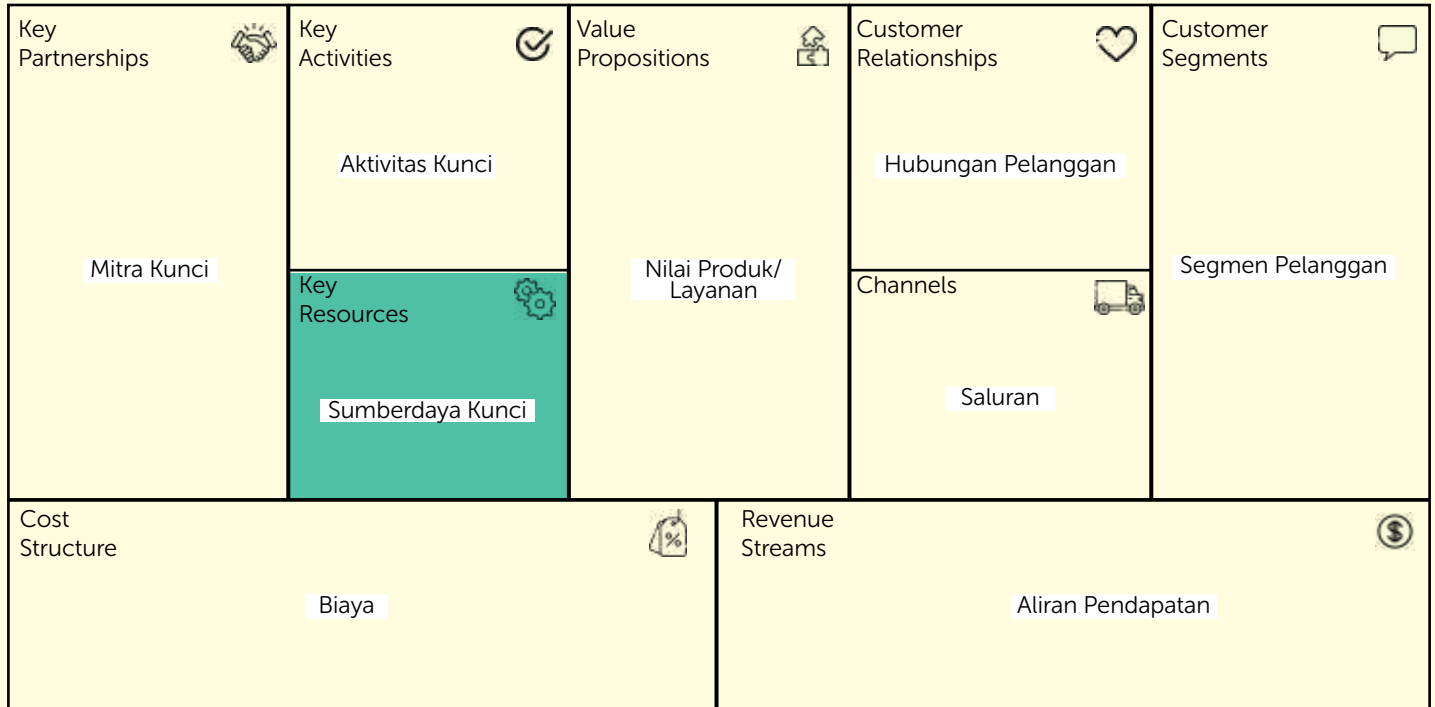 Key
Partnerships
Mitra Kunci
Key
Activities
Aktivitas Kunci
Key
Resources
Sumberdaya Kunci
Value
Propositions
Nilai Produk/
Layanan
Customer
Relationships
Hubungan Pelanggan
Channels
Saluran
Customer
Segments
Segmen Pelanggan
Cost
Structure
%
Biaya
Revenue
Streams
$
Aliran Pendapatan